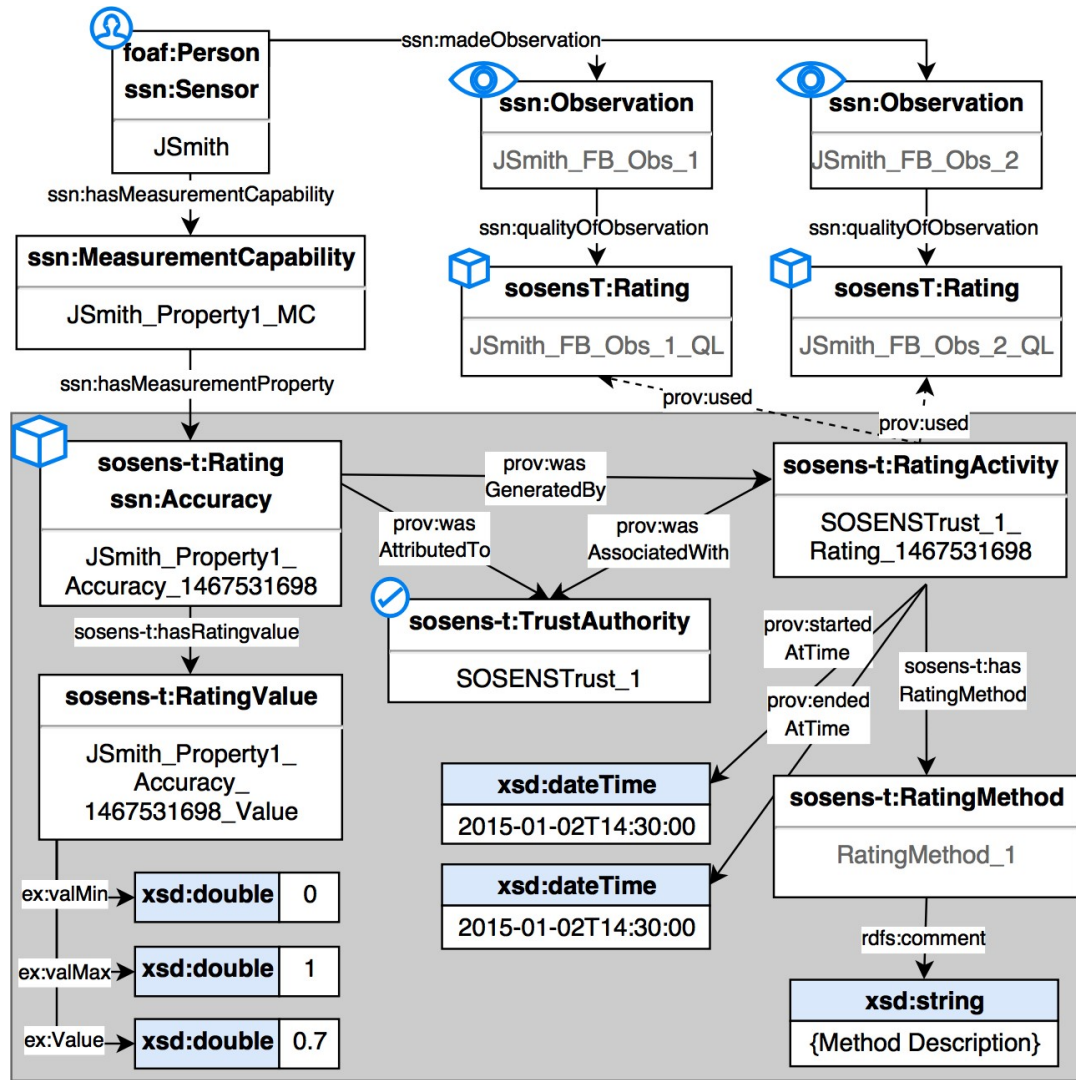 foaf:Person
ssn:Sensor
JSmith
ssn:madeObservation
ssn:Observation
JSmith_FB_Obs_1
ssn:Observation
JSmith_FB_Obs_2
ssn:hasMeasurementCapability
ssn:qualityOfObservation
ssn:qualityOfObservation
ssn:MeasurementCapability
JSmith_Property1_MC
sosensT:Rating
JSmith_FB_Obs_1_QL
sosensT:Rating
JSmith_FB_Obs_2_QL
ssn:hasMeasurementProperty
prov:used
prov:used
sosens-t:Rating
ssn:Accuracy
JSmith_Property1_
Accuracy_1467531698
prov:was
GeneratedBy
sosens-t:RatingActivity
SOSENSTrust_1_
Rating_1467531698
prov:was
AttributedTo
prov:was
AssociatedWith
sosens-t:TrustAuthority
SOSENSTrust_1
sosens-t:hasRatingvalue
prov:started
AtTime
sosens-t:has
RatingMethod
prov:ended
AtTime
sosens-t:RatingValue
JSmith_Property1_
Accuracy_
1467531698_Value
xsd:dateTime
2015-01-02T14:30:00
sosens-t:RatingMethod
RatingMethod_1
xsd:dateTime
2015-01-02T14:30:00
ex:valMin
xsd:double
0
ex:valMax
xsd:double
1
ex:Value
xsd:double
0.7
rdfs:comment
xsd:string
{Method Description}